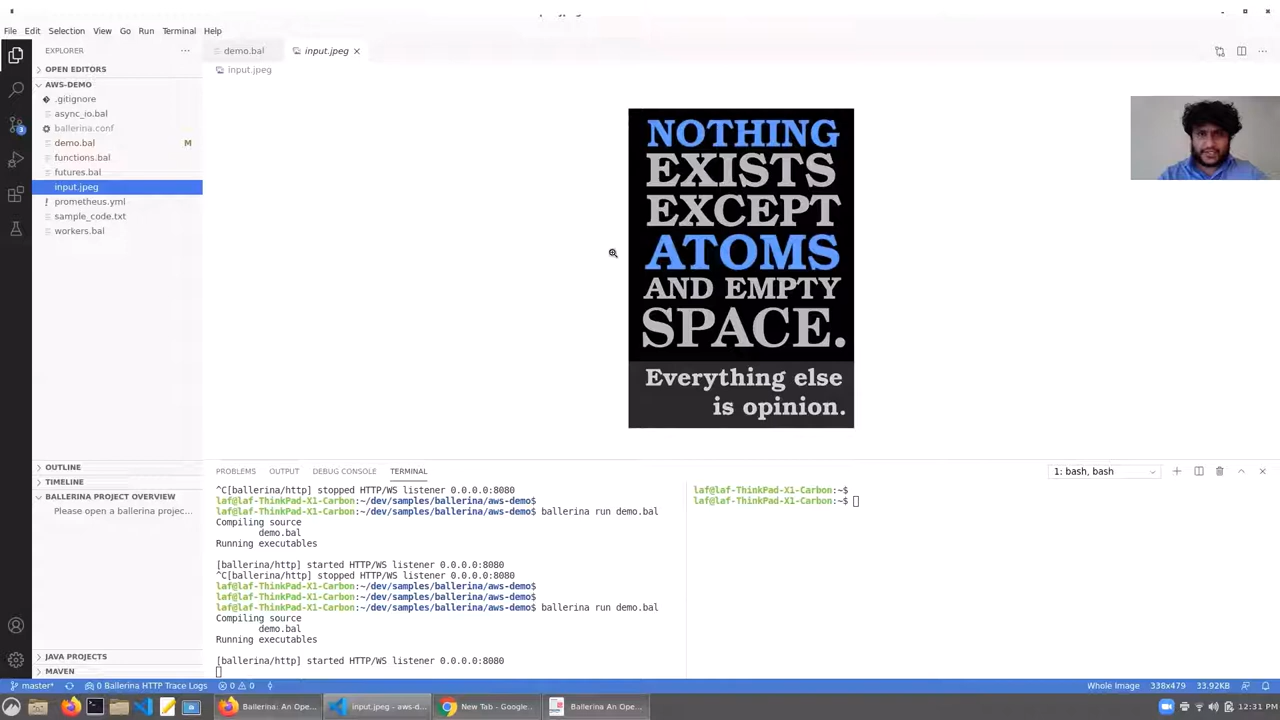 File Edit Selection View Go Run Terminal Help
EXPLORER
demo.bal
input.jpeg
OPEN EDITORS
input.jpeg
AWS-DEMO
.gitignore
async_io.bal
ballerina.conf
demo.bal M
functions.bal
futures.bal
input.jpeg
prometheus.yml
sample_code.txt
workers.bal
NOTHING
EXISTS
EXCEPT
ATOMS
AND EMPTY
SPACE.
Everything else
is opinion.
OUTLINE
TIMELINE
BALLERINA PROJECT OVERVIEW
Please open a ballerina projec...
JAVA PROJECTS
MAVEN
PROBLEMS OUTPUT DEBUG CONSOLE TERMINAL
1: bash, bash
^C[ballerina/http] stopped HTTP/WS listener 0.0.0.0:8080
laf@laf-ThinkPad-X1-Carbon:~/dev/samples/ballerina/aws-demo$
laf@laf-ThinkPad-X1-Carbon:~/dev/samples/ballerina/aws-demo$ ballerina run demo.bal
Compiling source
demo.bal
Running executables
[ballerina/http] started HTTP/WS listener 0.0.0.0:8080
^C[ballerina/http] stopped HTTP/WS listener 0.0.0.0:8080
laf@laf-ThinkPad-X1-Carbon:~/dev/samples/ballerina/aws-demo$
laf@laf-ThinkPad-X1-Carbon:~/dev/samples/ballerina/aws-demo$
laf@laf-ThinkPad-X1-Carbon:~/dev/samples/ballerina/aws-demo$ ballerina run demo.bal
Compiling source
demo.bal
Running executables
[ballerina/http] started HTTP/WS listener 0.0.0.0:8080
laf@laf-ThinkPad-X1-Carbon:~$
laf@laf-ThinkPad-X1-Carbon:~$
master* 0 Ballerina HTTP Trace Logs 0 0
Whole Image 338x479 33.92KB
Ballerina: An Ope...
input.jpeg - aws-d...
New Tab - Google...
Ballerina An Ope...
12:31 PM